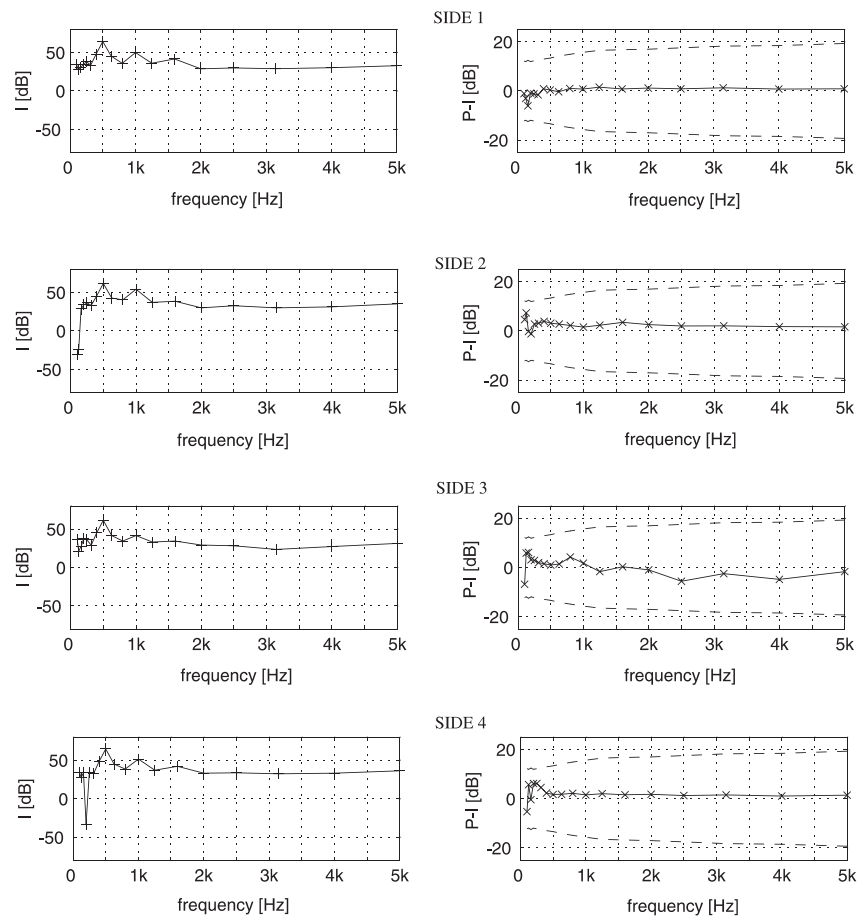 SIDE 1
I [dB]
50
0
-50
0 1k 2k 3k 4k 5k
frequency [Hz]
P-I [dB]
20
0
-20
0 1k 2k 3k 4k 5k
frequency [Hz]
SIDE 2
I [dB]
50
0
-50
0 1k 2k 3k 4k 5k
frequency [Hz]
P-I [dB]
20
0
-20
0 1k 2k 3k 4k 5k
frequency [Hz]
SIDE 3
I [dB]
50
0
-50
0 1k 2k 3k 4k 5k
frequency [Hz]
P-I [dB]
20
0
-20
0 1k 2k 3k 4k 5k
frequency [Hz]
SIDE 4
I [dB]
50
0
-50
0 1k 2k 3k 4k 5k
frequency [Hz]
P-I [dB]
20
0
-20
0 1k 2k 3k 4k 5k
frequency [Hz]